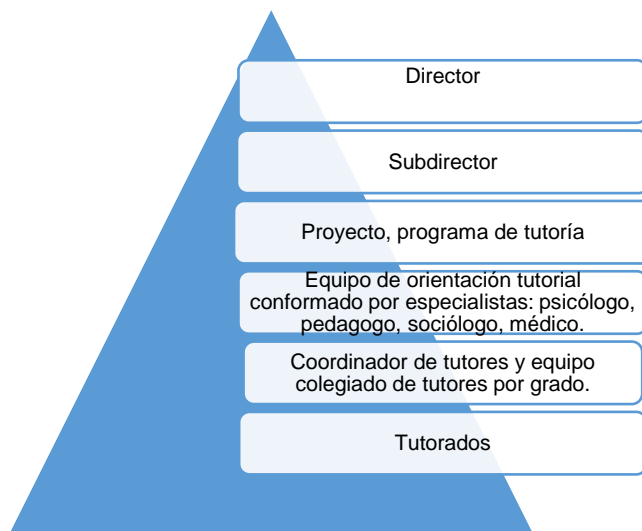 Director
Subdirector
Proyecto, programa de tutoría
Equipo de orientación tutorial
conformado por especialistas: psicólogo,
pedagogo, sociólogo, médico.
Coordinador de tutores y equipo
colegiado de tutores por grado.
Tutorados